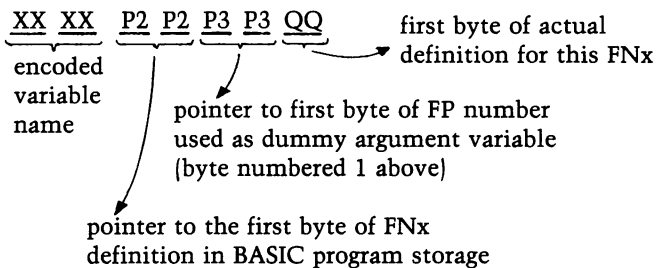 XX XX P2 P2 P3 P3 QQ
first byte of actual
definition for this FNx
encoded
variable
name
pointer to first byte of FP number
used as dummy argument variable
(byte numbered 1 above)
pointer to the first byte of FNx
definition in BASIC program storage